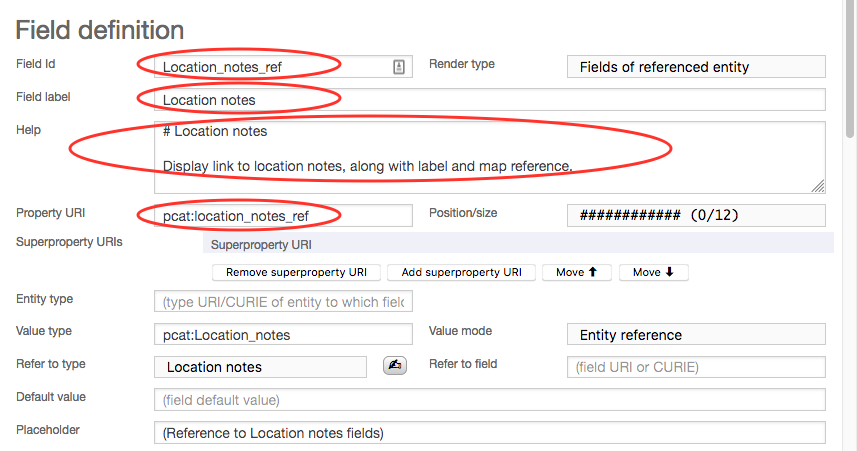 Field definition
Field Id Location_notes_ref Render type Fields of referenced entity
Field label Location notes
Help # Location notes
Display link to location notes, along with label and map reference.
Property URI pcat:location_notes_ref Position/size ############ (0/12)
Superproperty URIs Superproperty URI
Remove superproperty URI Add superproperty URI Move ⬆ Move ⬇
Entity type (type URI/CURIE of entity to which field
Value type pcat:Location_notes Value mode Entity reference
Refer to type Location notes Refer to field (field URI or CURIE)
Default value (field default value)
Placeholder (Reference to Location notes fields)